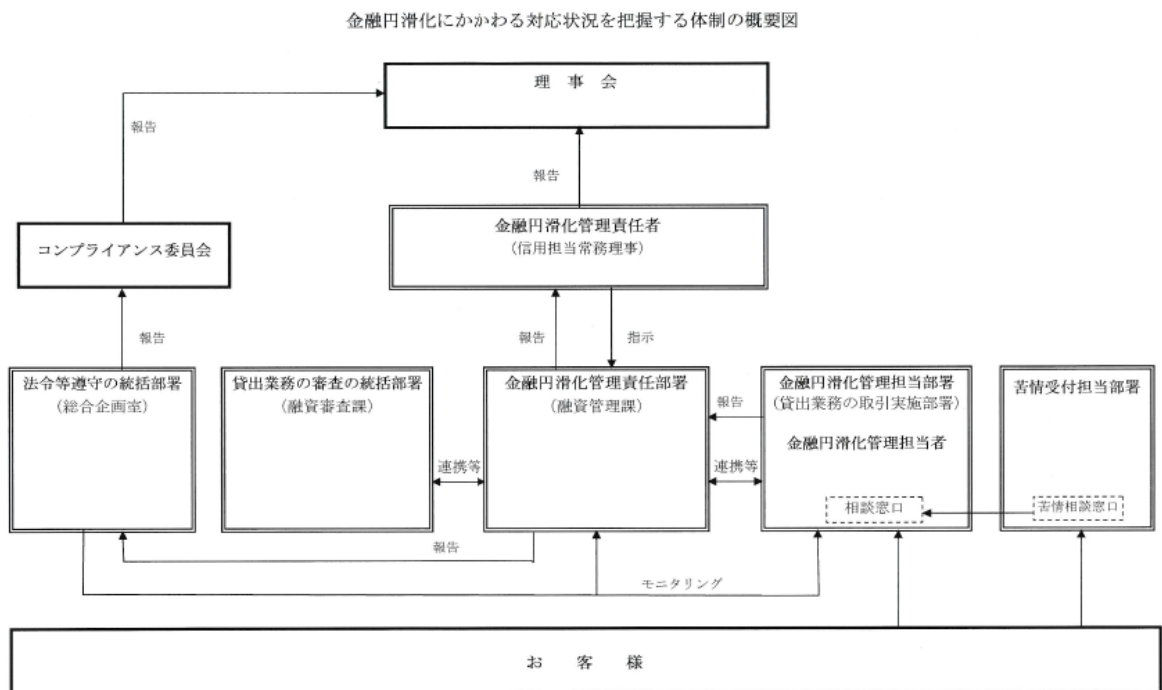 金融円滑化にかかわる対応状況を把握する体制の概要図
理 事 会
報告
報告
コンプライアンス委員会
金融円滑化管理責任者
(信用担当常務理事)
報告
報告
指示
法令等遵守の統括部署
(総合企画室)
貸出業務の審査の統括部署
(融資審査課)
金融円滑化管理責任部署
(融資管理課)
報告
金融円滑化管理担当部署
(貸出業務の取引実施部署)
金融円滑化管理担当者
苦情受付担当部署
連携等
連携等
相談窓口
苦情相談窓口
報告
モニタリング
お 客 様